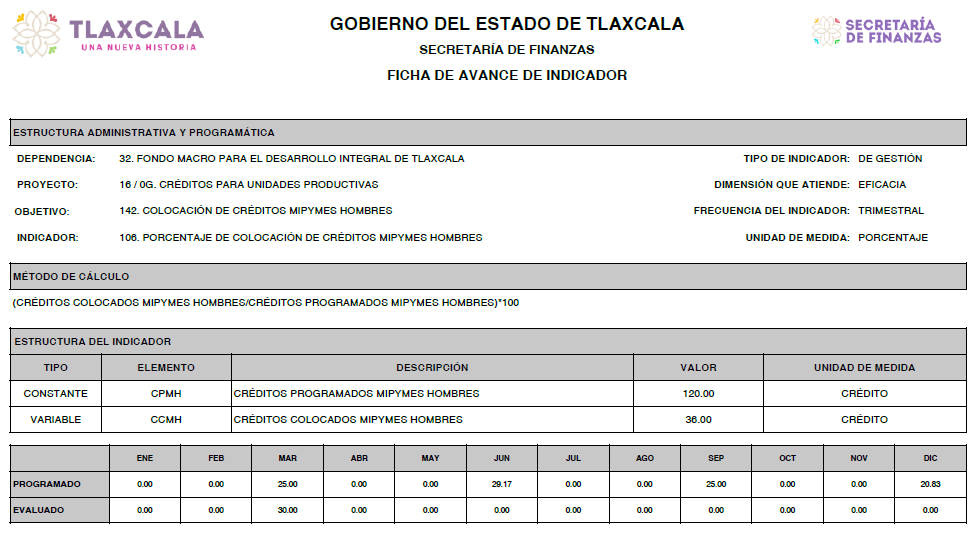 TLAXCALA
UNA NUEVA HISTORIA
GOBIERNO DEL ESTADO DE TLAXCALA
SECRETARÍA DE FINANZAS
FICHA DE AVANCE DE INDICADOR
SECRETARÍA
DE FINANZAS
ESTRUCTURA ADMINISTRATIVA Y PROGRAMÁTICA
DEPENDENCIA: 32. FONDO MACRO PARA EL DESARROLLO INTEGRAL DE TLAXCALA TIPO DE INDICADOR: DE GESTIÓN
PROYECTO: 16 / 0G. CRÉDITOS PARA UNIDADES PRODUCTIVAS DIMENSIÓN QUE ATIENDE: EFICACIA
OBJETIVO: 142. COLOCACIÓN DE CRÉDITOS MIPYMES HOMBRES FRECUENCIA DEL INDICADOR: TRIMESTRAL
INDICADOR: 106. PORCENTAJE DE COLOCACIÓN DE CRÉDITOS MIPYMES HOMBRES UNIDAD DE MEDIDA: PORCENTAJE
MÉTODO DE CÁLCULO
(CRÉDITOS COLOCADOS MIPYMES HOMBRES/CRÉDITOS PROGRAMADOS MIPYMES HOMBRES)*100
ESTRUCTURA DEL INDICADOR
TIPO ELEMENTO DESCRIPCIÓN VALOR UNIDAD DE MEDIDA
CONSTANTE CPMH CRÉDITOS PROGRAMADOS MIPYMES HOMBRES 120.00 CRÉDITO
VARIABLE CCMH CRÉDITOS COLOCADOS MIPYMES HOMBRES 36.00 CRÉDITO
ENE FEB MAR ABR MAY JUN JUL AGO SEP OCT NOV DIC
PROGRAMADO 0.00 0.00 25.00 0.00 0.00 29.17 0.00 0.00 25.00 0.00 0.00 20.83
EVALUADO 0.00 0.00 30.00 0.00 0.00 0.00 0.00 0.00 0.00 0.00 0.00 0.00